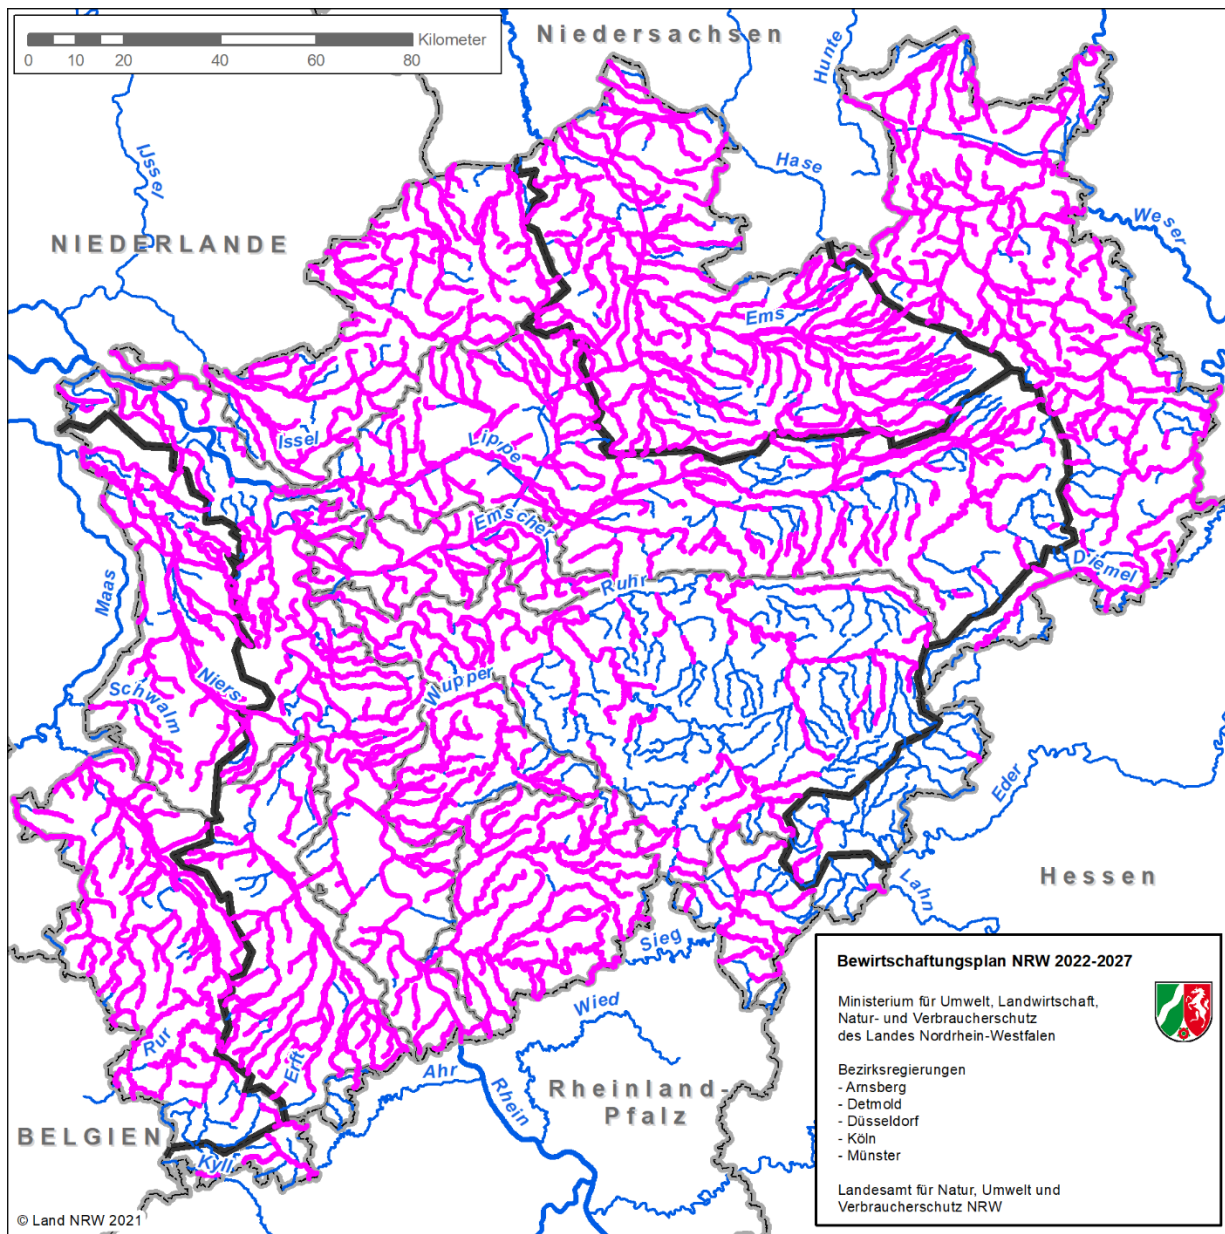 Niedersachsen
Kilometer
0 10 20 40 60 80
Hunte
IJssel
Hase
NIEDERLANDE
Weser
Ems
Issel
Lippe
Emscher
Maas
Ruhr
Diemel
Niers
Wupper
Schwalm
Eder
Hessen
Lahn
Sieg
Wied
Rur
Erft
Ahr
Rhein
Rheinland-
Pfalz
BELGIEN
Kyll
Bewirtschaftungsplan NRW 2022-2027
Ministerium für Umwelt, Landwirtschaft,
Natur- und Verbraucherschutz
des Landes Nordrhein-Westfalen
Bezirksregierungen
- Arnsberg
- Detmold
- Düsseldorf
- Köln
- Münster
Landesamt für Natur, Umwelt und
Verbraucherschutz NRW
© Land NRW 2021